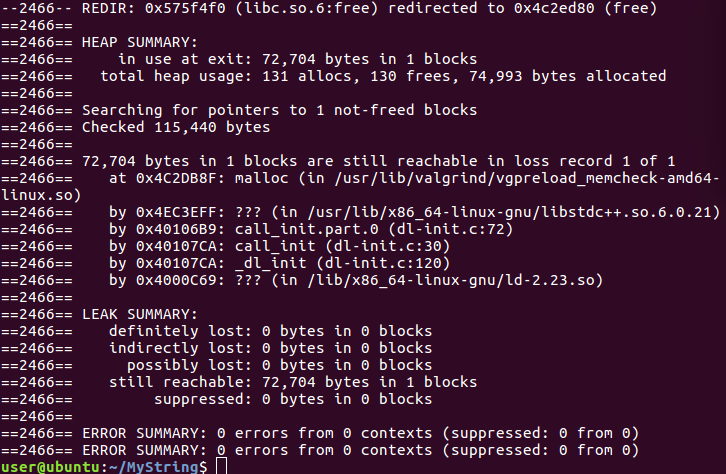 --2466-- REDIR: 0x575f4f0 (libc.so.6:free) redirected to 0x4c2ed80 (free)
==2466==
==2466== HEAP SUMMARY:
==2466==     in use at exit: 72,704 bytes in 1 blocks
==2466==   total heap usage: 131 allocs, 130 frees, 74,993 bytes allocated
==2466==
==2466== Searching for pointers to 1 not-freed blocks
==2466== Checked 115,440 bytes
==2466==
==2466== 72,704 bytes in 1 blocks are still reachable in loss record 1 of 1
==2466==    at 0x4C2DB8F: malloc (in /usr/lib/valgrind/vgpreload_memcheck-amd64-
linux.so)
==2466==    by 0x4EC3EFF: ??? (in /usr/lib/x86_64-linux-gnu/libstdc++.so.6.0.21)
==2466==    by 0x40106B9: call_init.part.0 (dl-init.c:72)
==2466==    by 0x40107CA: call_init (dl-init.c:30)
==2466==    by 0x40107CA: _dl_init (dl-init.c:120)
==2466==    by 0x4000C69: ??? (in /lib/x86_64-linux-gnu/ld-2.23.so)
==2466==
==2466== LEAK SUMMARY:
==2466==    definitely lost: 0 bytes in 0 blocks
==2466==    indirectly lost: 0 bytes in 0 blocks
==2466==      possibly lost: 0 bytes in 0 blocks
==2466==    still reachable: 72,704 bytes in 1 blocks
==2466==         suppressed: 0 bytes in 0 blocks
==2466==
==2466== ERROR SUMMARY: 0 errors from 0 contexts (suppressed: 0 from 0)
==2466== ERROR SUMMARY: 0 errors from 0 contexts (suppressed: 0 from 0)
user@ubuntu:~/MyString$